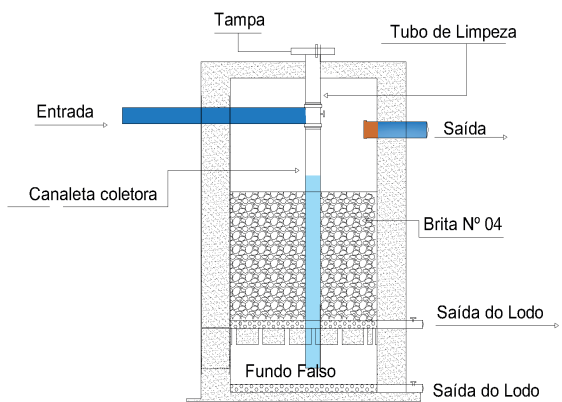 Tampa
Tubo de Limpeza
Entrada
Saída
Canaleta coletora
Brita Nº 04
Saída do Lodo
Fundo Falso
Saída do Lodo